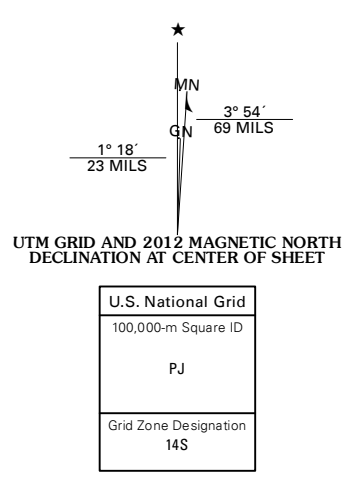 ★
MN
3° 54´
69 MILS
GN
1° 18´
23 MILS
UTM GRID AND 2012 MAGNETIC NORTH
DECLINATION AT CENTER OF SHEET
U.S. National Grid
100,000-m Square ID
PJ
Grid Zone Designation
14S